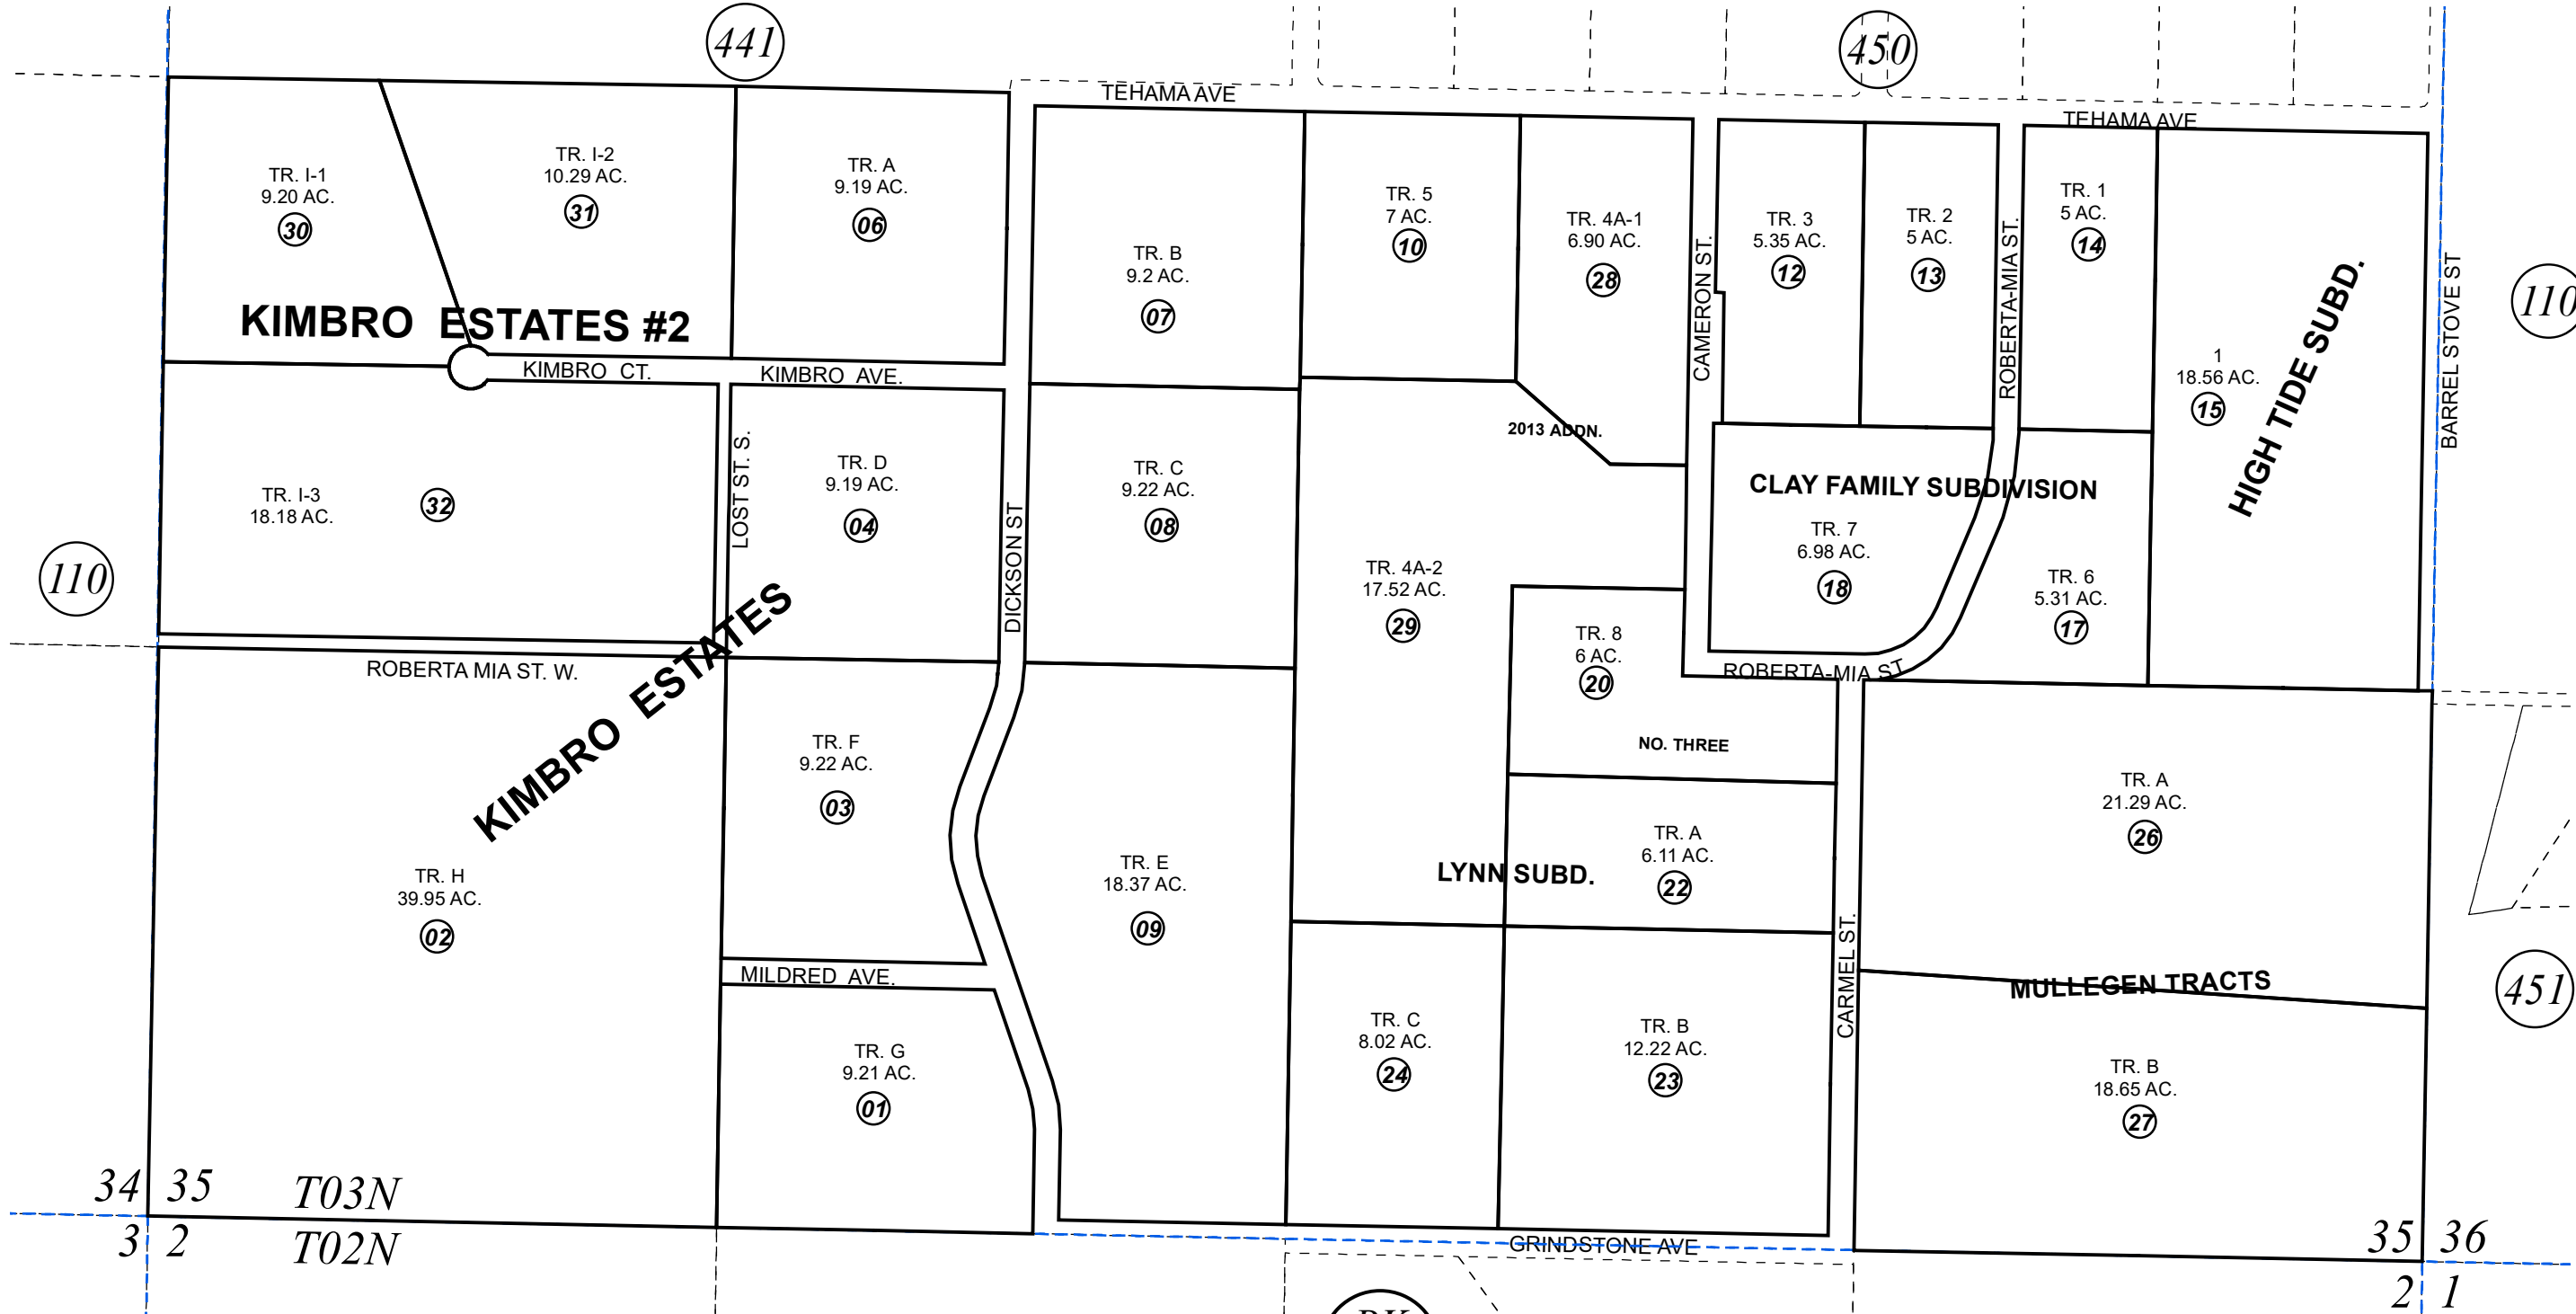 441
450
TEHAMA AVE
TEHAMA AVE
TR. I-1
9.20 AC.
30
TR. I-2
10.29 AC.
31
TR. A
9.19 AC.
06
TR. B
9.2 AC.
07
TR. 5
7 AC.
10
TR. 4A-1
6.90 AC.
28
CAMERON ST.
TR. 3
5.35 AC.
12
TR. 2
5 AC.
13
ROBERTA-MIA ST.
TR. 1
5 AC.
14
1
18.56 AC.
15
HIGH TIDE SUBD.
BARREL STOVE ST
110
KIMBRO ESTATES #2
KIMBRO CT.
KIMBRO AVE.
2013 ADDN.
TR. I-3
18.18 AC.
32
LOST ST. S.
TR. D
9.19 AC.
04
DICKSON ST
TR. C
9.22 AC.
08
CLAY FAMILY SUBDIVISION
TR. 7
6.98 AC.
18
TR. 6
5.31 AC.
17
110
TR. 4A-2
17.52 AC.
29
TR. 8
6 AC.
20
ROBERTA-MIA ST
NO. THREE
ROBERTA MIA ST. W.
KIMBRO ESTATES
TR. F
9.22 AC.
03
TR. H
39.95 AC.
02
TR. E
18.37 AC.
09
LYNN SUBD.
TR. A
6.11 AC.
22
TR. A
21.29 AC.
26
MILDRED AVE.
CARMEL ST.
MULLEGEN TRACTS
451
TR. G
9.21 AC.
01
TR. C
8.02 AC.
24
TR. B
12.22 AC.
23
TR. B
18.65 AC.
27
34 35 T03N
3 2 T02N
GRINDSTONE AVE
35 36
2 1